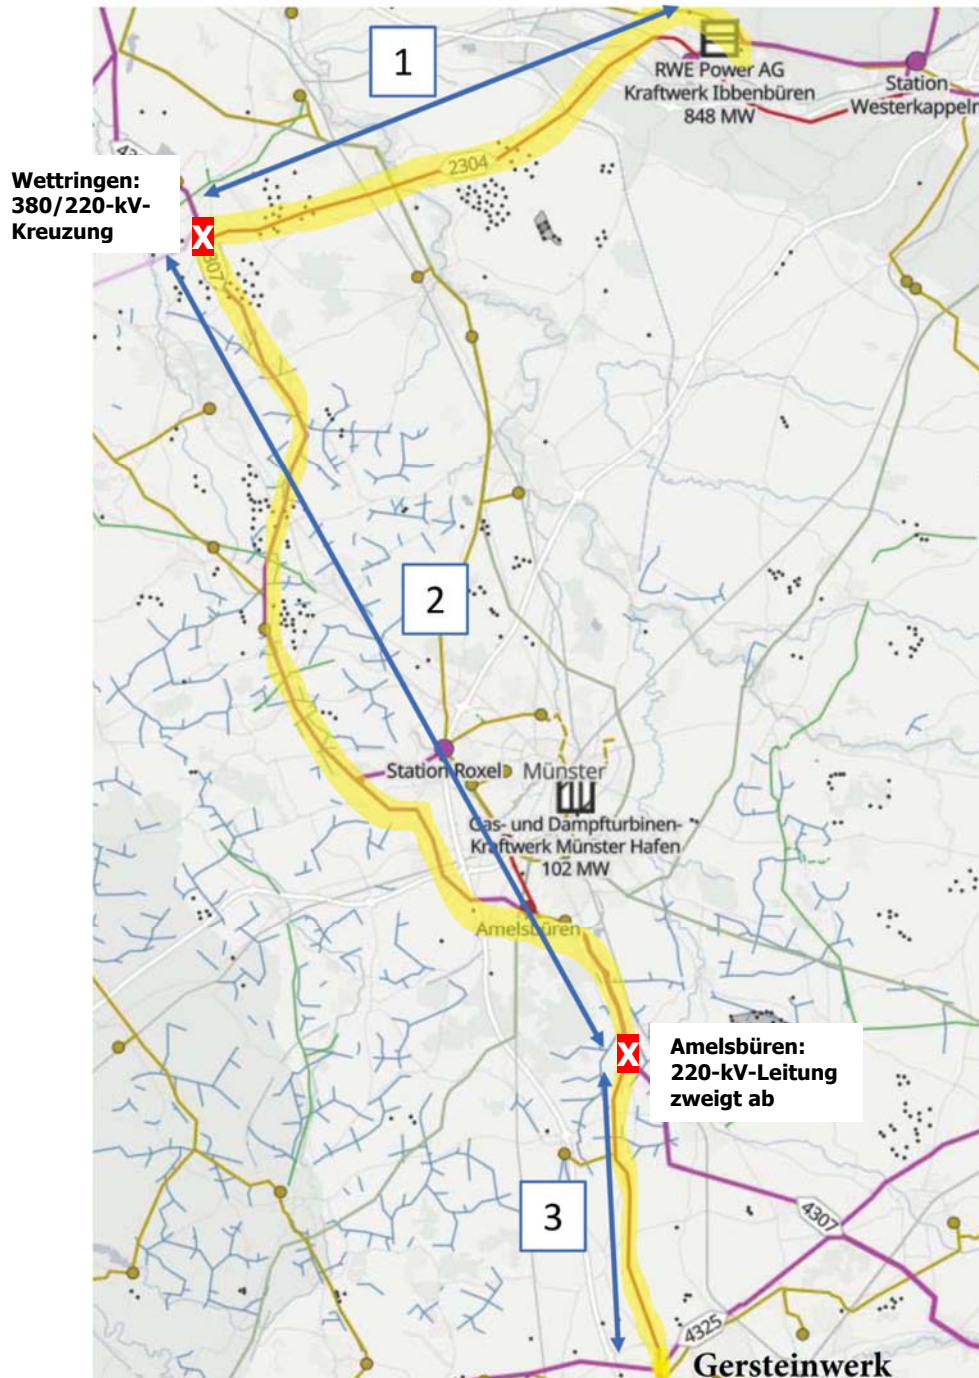 1
RWE Power AG
Kraftwerk Ibbenbüren
848 MW
Station
Westerkappeln
Wettringen:
380/220-kV-
Kreuzung
X
2304
2
Station Roxel
Münster
Gas- und Dampfturbinen-
Kraftwerk Münster Hafen
102 MW
Amelsbüren
X
Amelsbüren:
220-kV-Leitung
zweigt ab
3
4307
4325
Gersteinwerk